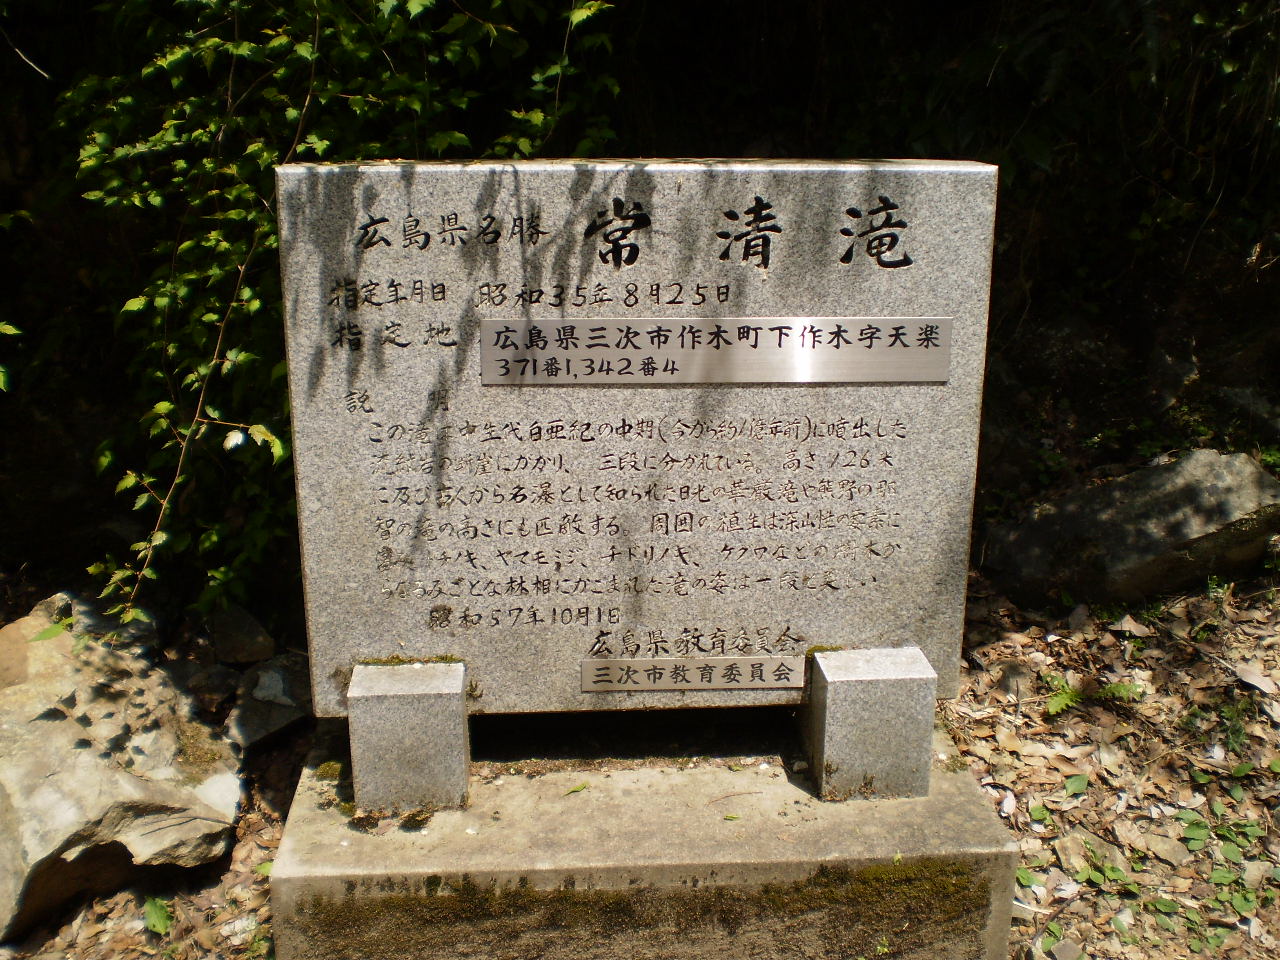 広島県名勝 常清滝
指定年月日 昭和35年8月25日
指定地 広島県三次市作木町下作木字天楽
371番1,342番4
説明
この滝は中生代白亜紀の中期(今から約1億年前)に噴出した
流紋岩の断崖にかかり、三段に分かれている。高さ126米
に及び古くから名瀑として知られた日光の華厳滝や熊野の那
智の滝の高さにも匹敵する。周囲の植生は深山性の要素に
チノキ、ヤマモミジ、チドリノキ、ケグワなどの樹木か
らなるみごとな林相にかこまれた滝の姿は一段と美しい
昭和57年10月1日
広島県教育委員会
三次市教育委員会